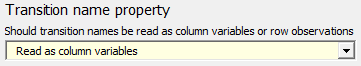 Transition name property
Should transition names be read as column variables or row observations
Read as column variables